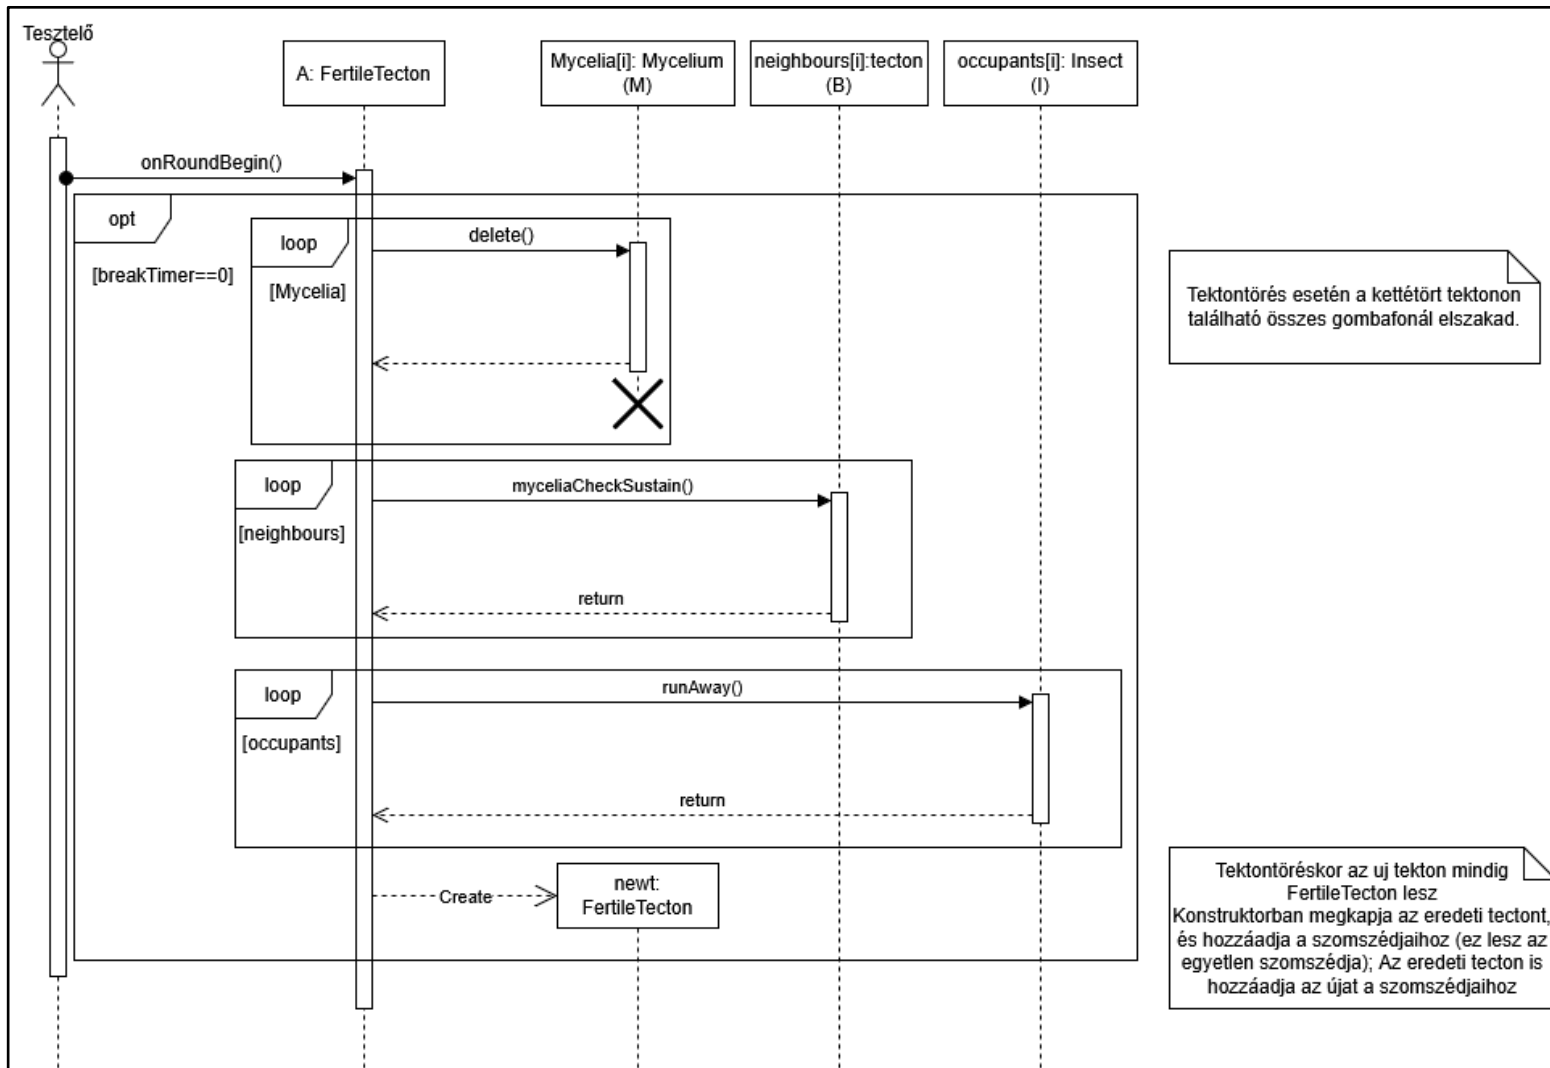 Tesztelő
A: FertileTecton
Mycelia[i]: Mycelium
(M)
neighbours[i]:tecton
(B)
occupants[i]: Insect
(I)
onRoundBegin()
opt
[breakTimer==0]
loop
[Mycelia]
delete()
Tektontörés esetén a kettétört tektonon
található összes gombafonál elszakad.
loop
[neighbours]
myceliaCheckSustain()
return
loop
[occupants]
runAway()
return
Create
newt:
FertileTecton
Tektontöréskor az uj tekton mindig
FertileTecton lesz
Konstruktorban megkapja az eredeti tectont,
és hozzáadja a szomszédjaihoz (ez lesz az
egyetlen szomszédja); Az eredeti tecton is
hozzáadja az újat a szomszédjaihoz